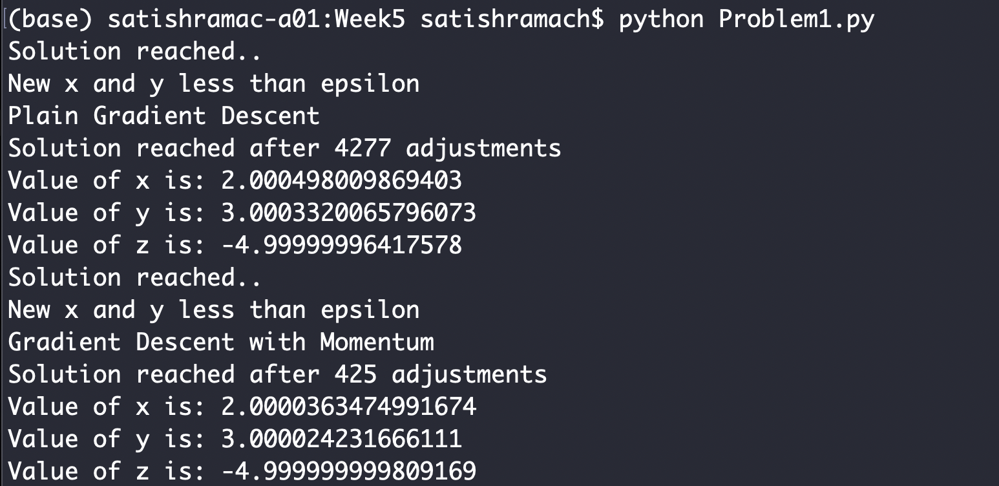 (base) satishramac-a01:Week5 satishramach$ python Problem1.py
Solution reached..
New x and y less than epsilon
Plain Gradient Descent
Solution reached after 4277 adjustments
Value of x is: 2.000498009869403
Value of y is: 3.0003320065796073
Value of z is: -4.99999996417578
Solution reached..
New x and y less than epsilon
Gradient Descent with Momentum
Solution reached after 425 adjustments
Value of x is: 2.0000363474991674
Value of y is: 3.000024231666111
Value of z is: -4.9999999999809169